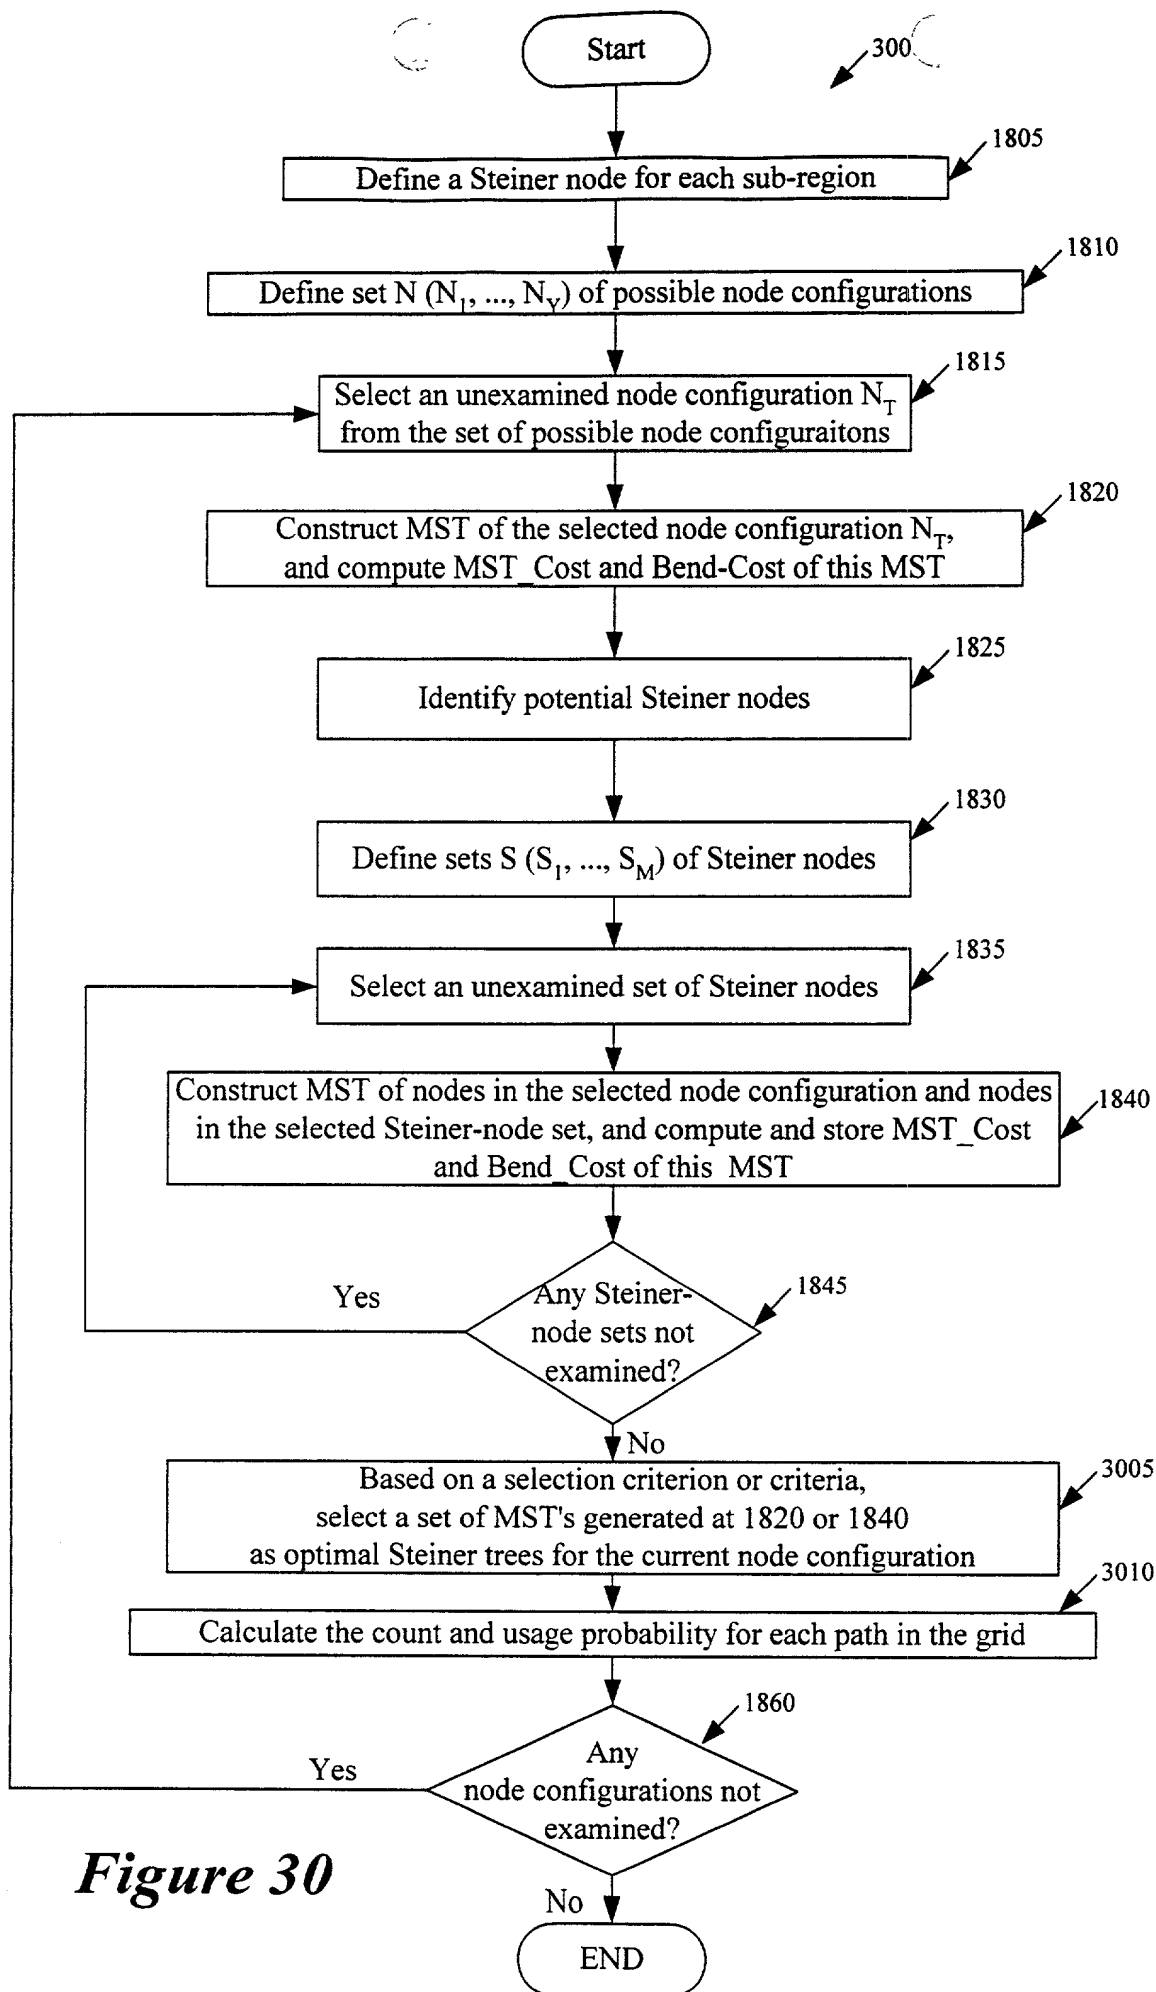 Start
300
1805
Define a Steiner node for each sub-region
1810
Define set N (N1, ..., NY) of possible node configurations
1815
Select an unexamined node configuration NT
from the set of possible node configuraitons
1820
Construct MST of the selected node configuration NT,
and compute MST_Cost and Bend-Cost of this MST
1825
Identify potential Steiner nodes
1830
Define sets S (S1, ..., SM) of Steiner nodes
1835
Select an unexamined set of Steiner nodes
1840
Construct MST of nodes in the selected node configuration and nodes
in the selected Steiner-node set, and compute and store MST_Cost
and Bend_Cost of this MST
1845
Yes
Any Steiner-
node sets not
examined?
No
3005
Based on a selection criterion or criteria,
select a set of MST's generated at 1820 or 1840
as optimal Steiner trees for the current node configuration
3010
Calculate the count and usage probability for each path in the grid
1860
Yes
Any
node configurations not
examined?
Figure 30
No
END